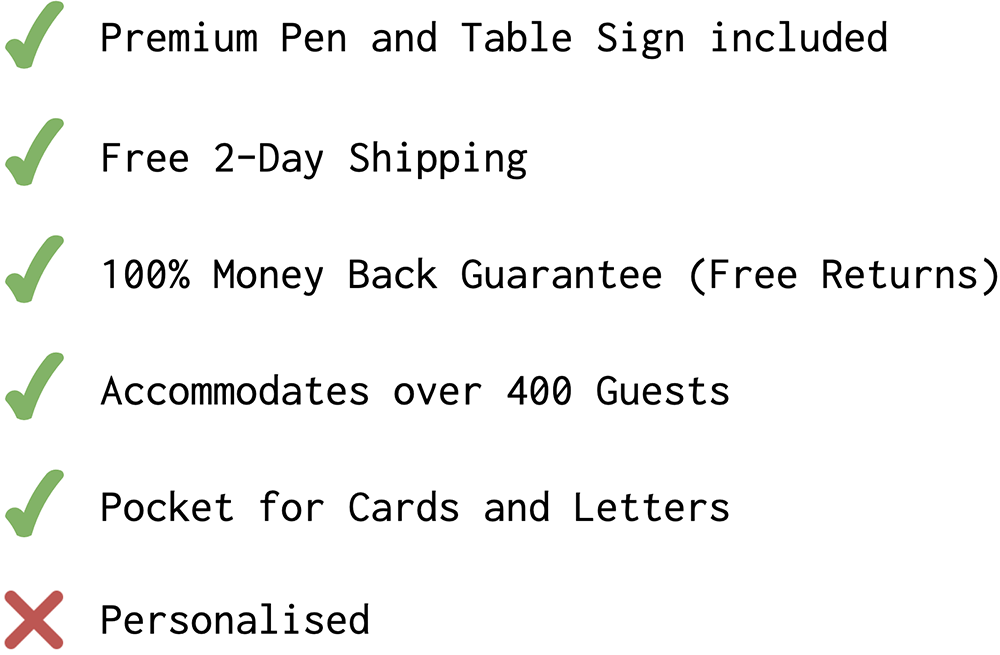 Premium Pen and Table Sign included
Free 2-Day Shipping
100% Money Back Guarantee (Free Returns)
Accommodates over 400 Guests
Pocket for Cards and Letters
Personalised